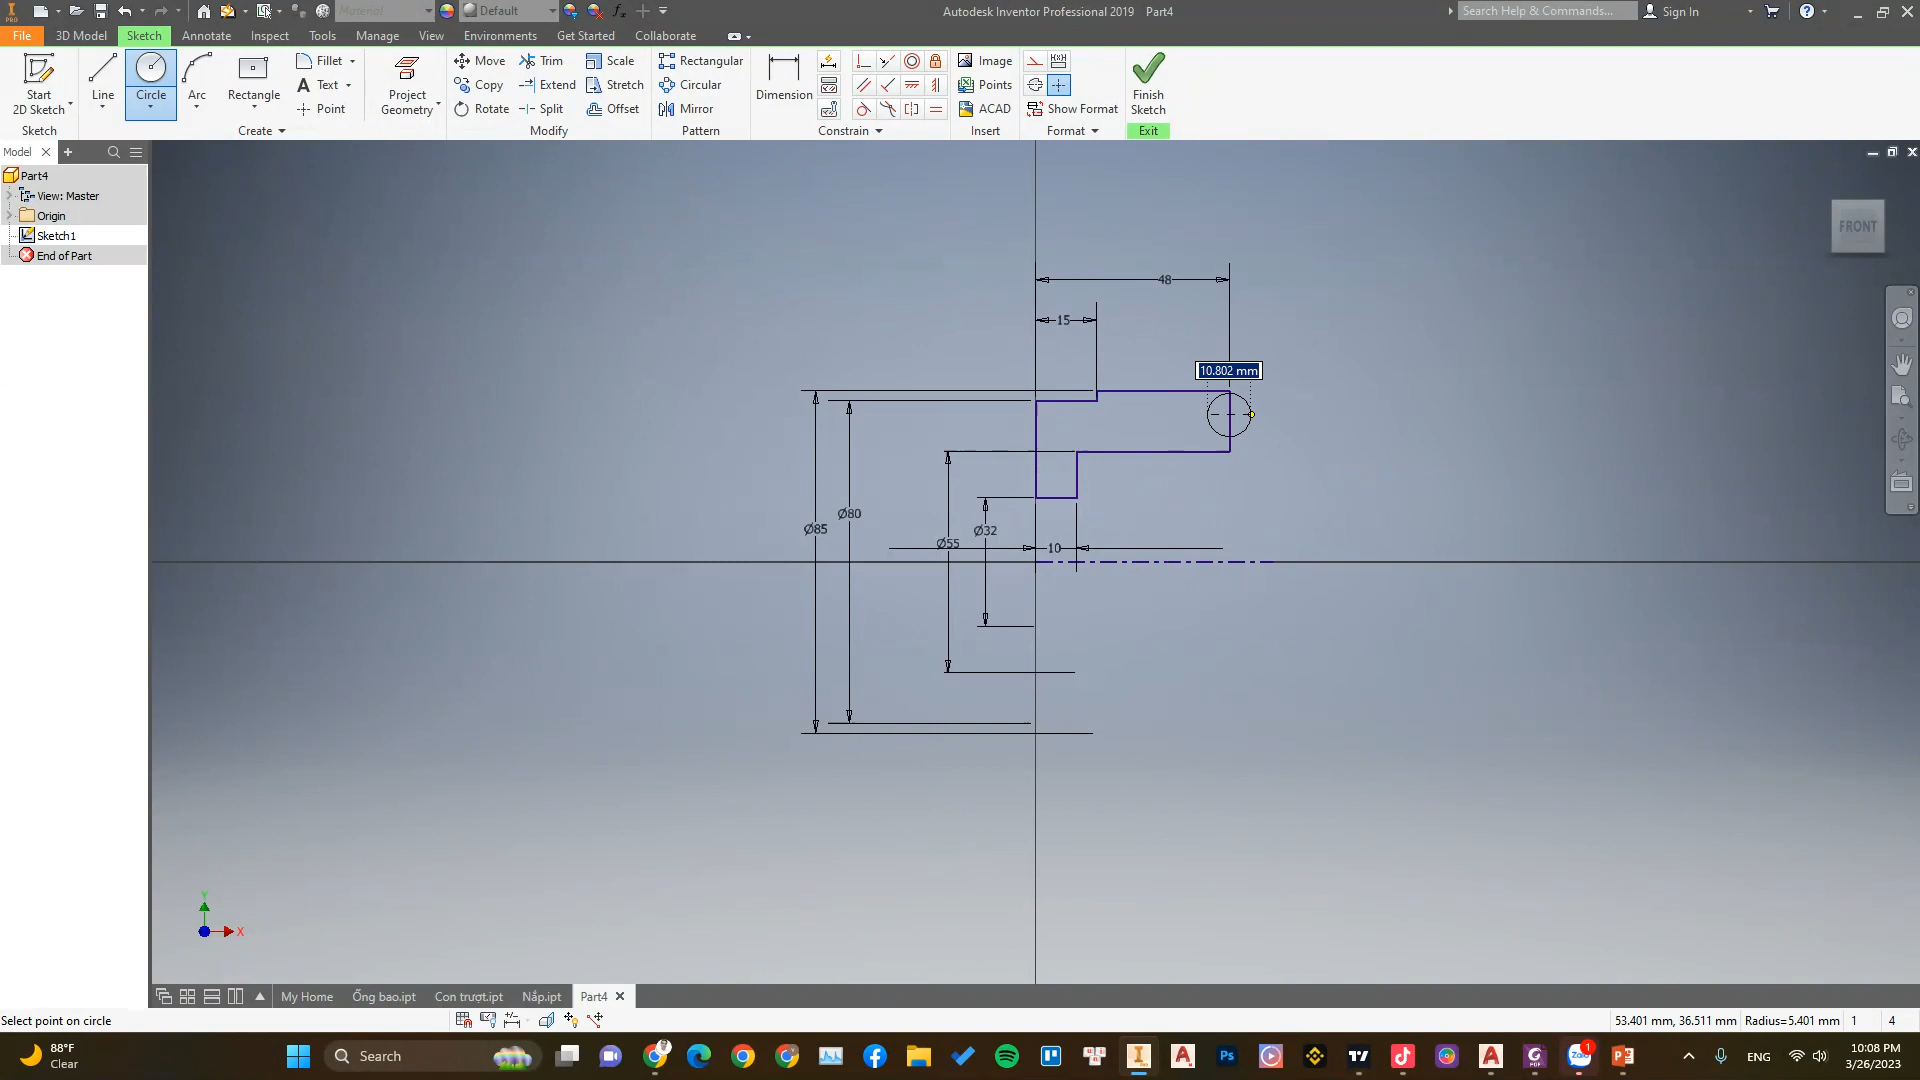 Material
Default
Autodesk Inventor Professional 2019 Part4
Search Help & Commands...
Sign In
File
3D Model
Sketch
Annotate
Inspect
Tools
Manage
View
Environments
Get Started
Collaborate
Start
2D Sketch
Line
Circle
Arc
Rectangle
Fillet
Text
Point
Project
Geometry
Move
Copy
Rotate
Trim
Extend
Split
Scale
Stretch
Offset
Rectangular
Circular
Mirror
Dimension
Image
Points
ACAD
Show Format
Finish
Sketch
Sketch
Create
Modify
Pattern
Constrain
Insert
Format
Exit
Model
Part4
View: Master
Origin
Sketch1
End of Part
FRONT
48
15
10.802 mm
Ø80
Ø85
Ø32
Ø55
10
Y
X
My Home
Ống bao.ipt
Con trượt.ipt
Nắp.ipt
Part4
Select point on circle
53.401 mm, 36.511 mm
Radius=5.401 mm
1
4
88°F
Clear
Search
1
ENG
10:08 PM
3/26/2023